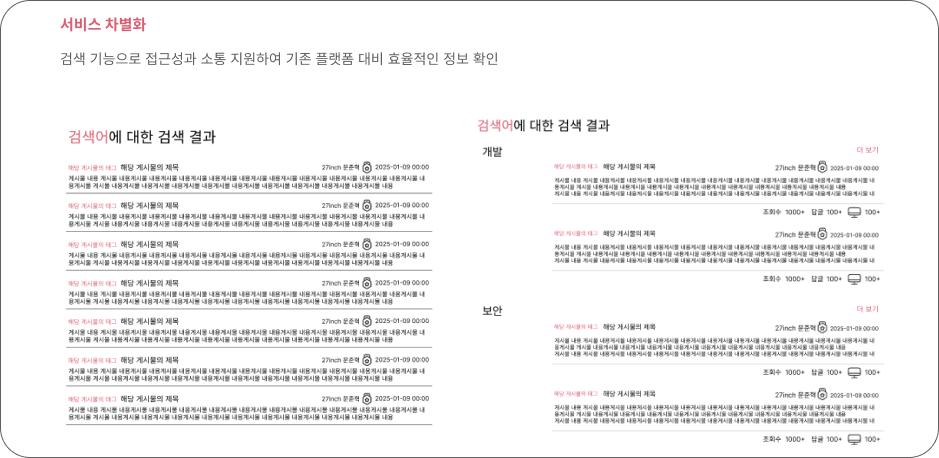 서비스 차별화
검색 기능으로 접근성과 소통 지원하여 기존 플랫폼 대비 효율적인 정보 확인
검색어에 대한 검색 결과
해당 게시물의 태그 해당 게시물의 제목 27inch 문준혁 2025-01-09 00:00
게시물 내용 게시물 내용게시물 내용게시물 내용게시물 내용게시물 내용게시물 내용게시물 내용게시물 내용게시물 내용게시물 내
용게시물 게시물 내용게시물 내용게시물 내용게시물 내용게시물 내용게시물 내용게시물 내용게시물 내용게시물 내용
해당 게시물의 태그 해당 게시물의 제목 27inch 문준혁 2025-01-09 00:00
게시물 내용 게시물 내용게시물 내용게시물 내용게시물 내용게시물 내용게시물 내용게시물 내용게시물 내용게시물 내용게시물 내
용게시물 게시물 내용게시물 내용게시물 내용게시물 내용게시물 내용게시물 내용게시물 내용게시물 내용게시물 내용
해당 게시물의 태그 해당 게시물의 제목 27inch 문준혁 2025-01-09 00:00
게시물 내용 게시물 내용게시물 내용게시물 내용게시물 내용게시물 내용게시물 내용게시물 내용게시물 내용게시물 내용게시물 내
용게시물 게시물 내용게시물 내용게시물 내용게시물 내용게시물 내용게시물 내용게시물 내용게시물 내용게시물 내용
해당 게시물의 태그 해당 게시물의 제목 27inch 문준혁 2025-01-09 00:00
게시물 내용 게시물 내용게시물 내용게시물 내용게시물 내용게시물 내용게시물 내용게시물 내용게시물 내용게시물 내용게시물 내
용게시물 게시물 내용게시물 내용게시물 내용게시물 내용게시물 내용게시물 내용게시물 내용게시물 내용게시물 내용
해당 게시물의 태그 해당 게시물의 제목 27inch 문준혁 2025-01-09 00:00
게시물 내용 게시물 내용게시물 내용게시물 내용게시물 내용게시물 내용게시물 내용게시물 내용게시물 내용게시물 내용게시물 내
용게시물 게시물 내용게시물 내용게시물 내용게시물 내용게시물 내용게시물 내용게시물 내용게시물 내용게시물 내용
해당 게시물의 태그 해당 게시물의 제목 27inch 문준혁 2025-01-09 00:00
게시물 내용 게시물 내용게시물 내용게시물 내용게시물 내용게시물 내용게시물 내용게시물 내용게시물 내용게시물 내용게시물 내
용게시물 게시물 내용게시물 내용게시물 내용게시물 내용게시물 내용게시물 내용게시물 내용게시물 내용게시물 내용
해당 게시물의 태그 해당 게시물의 제목 27inch 문준혁 2025-01-09 00:00
게시물 내용 게시물 내용게시물 내용게시물 내용게시물 내용게시물 내용게시물 내용게시물 내용게시물 내용게시물 내용게시물 내
용게시물 게시물 내용게시물 내용게시물 내용게시물 내용게시물 내용게시물 내용게시물 내용게시물 내용게시물 내용
검색어에 대한 검색 결과
개발 더 보기
해당 게시물의 태그 해당 게시물의 제목 27inch 문준혁 2025-01-09 00:00
게시물 내용 게시물 내용게시물 내용게시물 내용게시물 내용게시물 내용게시물 내용게시물 내용게시물 내용게시물 내용게시물 내
용게시물 게시물 내용게시물 내용게시물 내용게시물 내용게시물 내용게시물 내용게시물 내용게시물 내용
게시물 내용 게시물 내용게시물 내용게시물 내용게시물 내용게시물 내용게시물 내용게시물 내용게시물 내용게시물 내용게시물 내
조회수 1000+ 답글 100+ 100+
해당 게시물의 태그 해당 게시물의 제목 27inch 문준혁 2025-01-09 00:00
게시물 내용 게시물 내용게시물 내용게시물 내용게시물 내용게시물 내용게시물 내용게시물 내용게시물 내용게시물 내용게시물 내
용게시물 게시물 내용게시물 내용게시물 내용게시물 내용게시물 내용게시물 내용게시물 내용게시물 내용
게시물 내용 게시물 내용게시물 내용게시물 내용게시물 내용게시물 내용게시물 내용게시물 내용게시물 내용게시물 내용게시물 내
조회수 1000+ 답글 100+ 100+
보안 더 보기
해당 게시물의 태그 해당 게시물의 제목 27inch 문준혁 2025-01-09 00:00
게시물 내용 게시물 내용게시물 내용게시물 내용게시물 내용게시물 내용게시물 내용게시물 내용게시물 내용게시물 내용게시물 내
용게시물 게시물 내용게시물 내용게시물 내용게시물 내용게시물 내용게시물 내용게시물 내용게시물 내용
게시물 내용 게시물 내용게시물 내용게시물 내용게시물 내용게시물 내용게시물 내용게시물 내용게시물 내용게시물 내용게시물 내
조회수 1000+ 답글 100+ 100+
해당 게시물의 태그 해당 게시물의 제목 27inch 문준혁 2025-01-09 00:00
게시물 내용 게시물 내용게시물 내용게시물 내용게시물 내용게시물 내용게시물 내용게시물 내용게시물 내용게시물 내용게시물 내
용게시물 게시물 내용게시물 내용게시물 내용게시물 내용게시물 내용게시물 내용게시물 내용게시물 내용
게시물 내용 게시물 내용게시물 내용게시물 내용게시물 내용게시물 내용게시물 내용게시물 내용게시물 내용게시물 내용게시물 내
조회수 1000+ 답글 100+ 100+